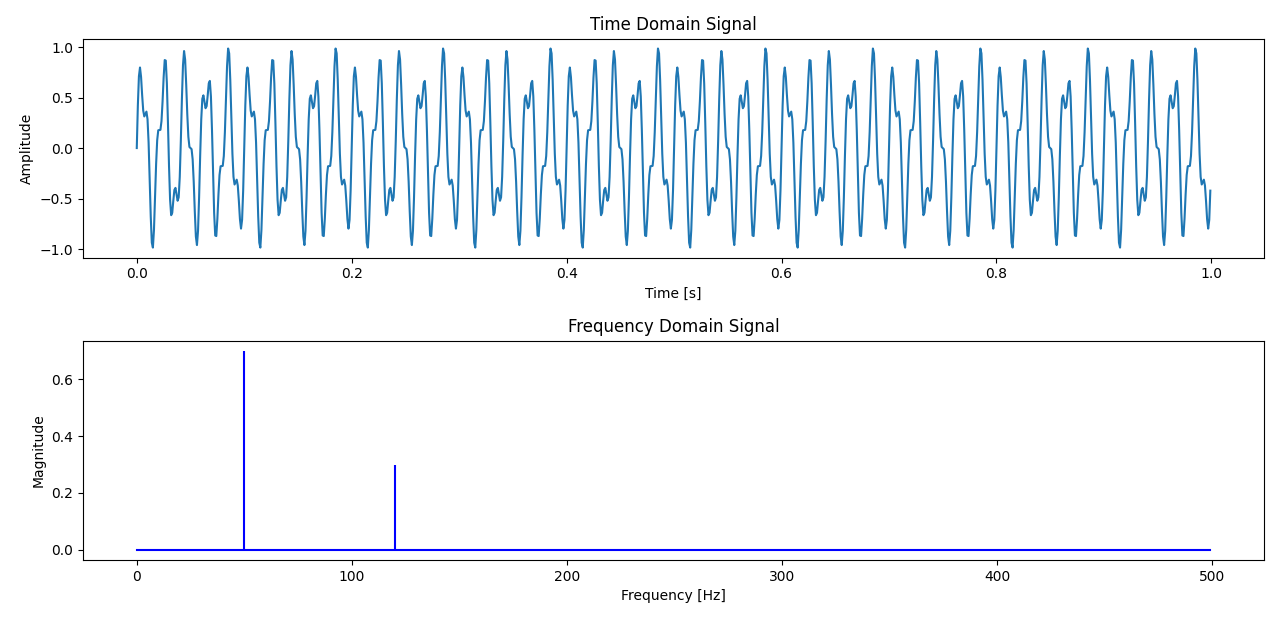 Time Domain Signal
1.0
0.5
0.0
−0.5
−1.0
Amplitude
0.0 0.2 0.4 0.6 0.8 1.0
Time [s]
Frequency Domain Signal
0.6
0.4
0.2
0.0
Magnitude
0 100 200 300 400 500
Frequency [Hz]